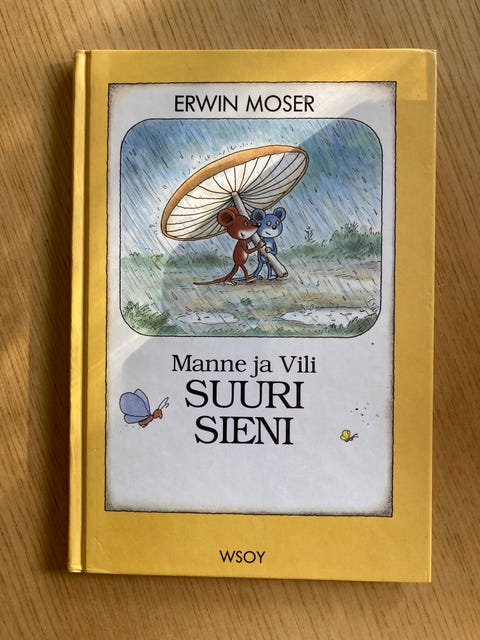 ERWIN MOSER
Manne ja Vili
SUURI
SIENI
WSOY